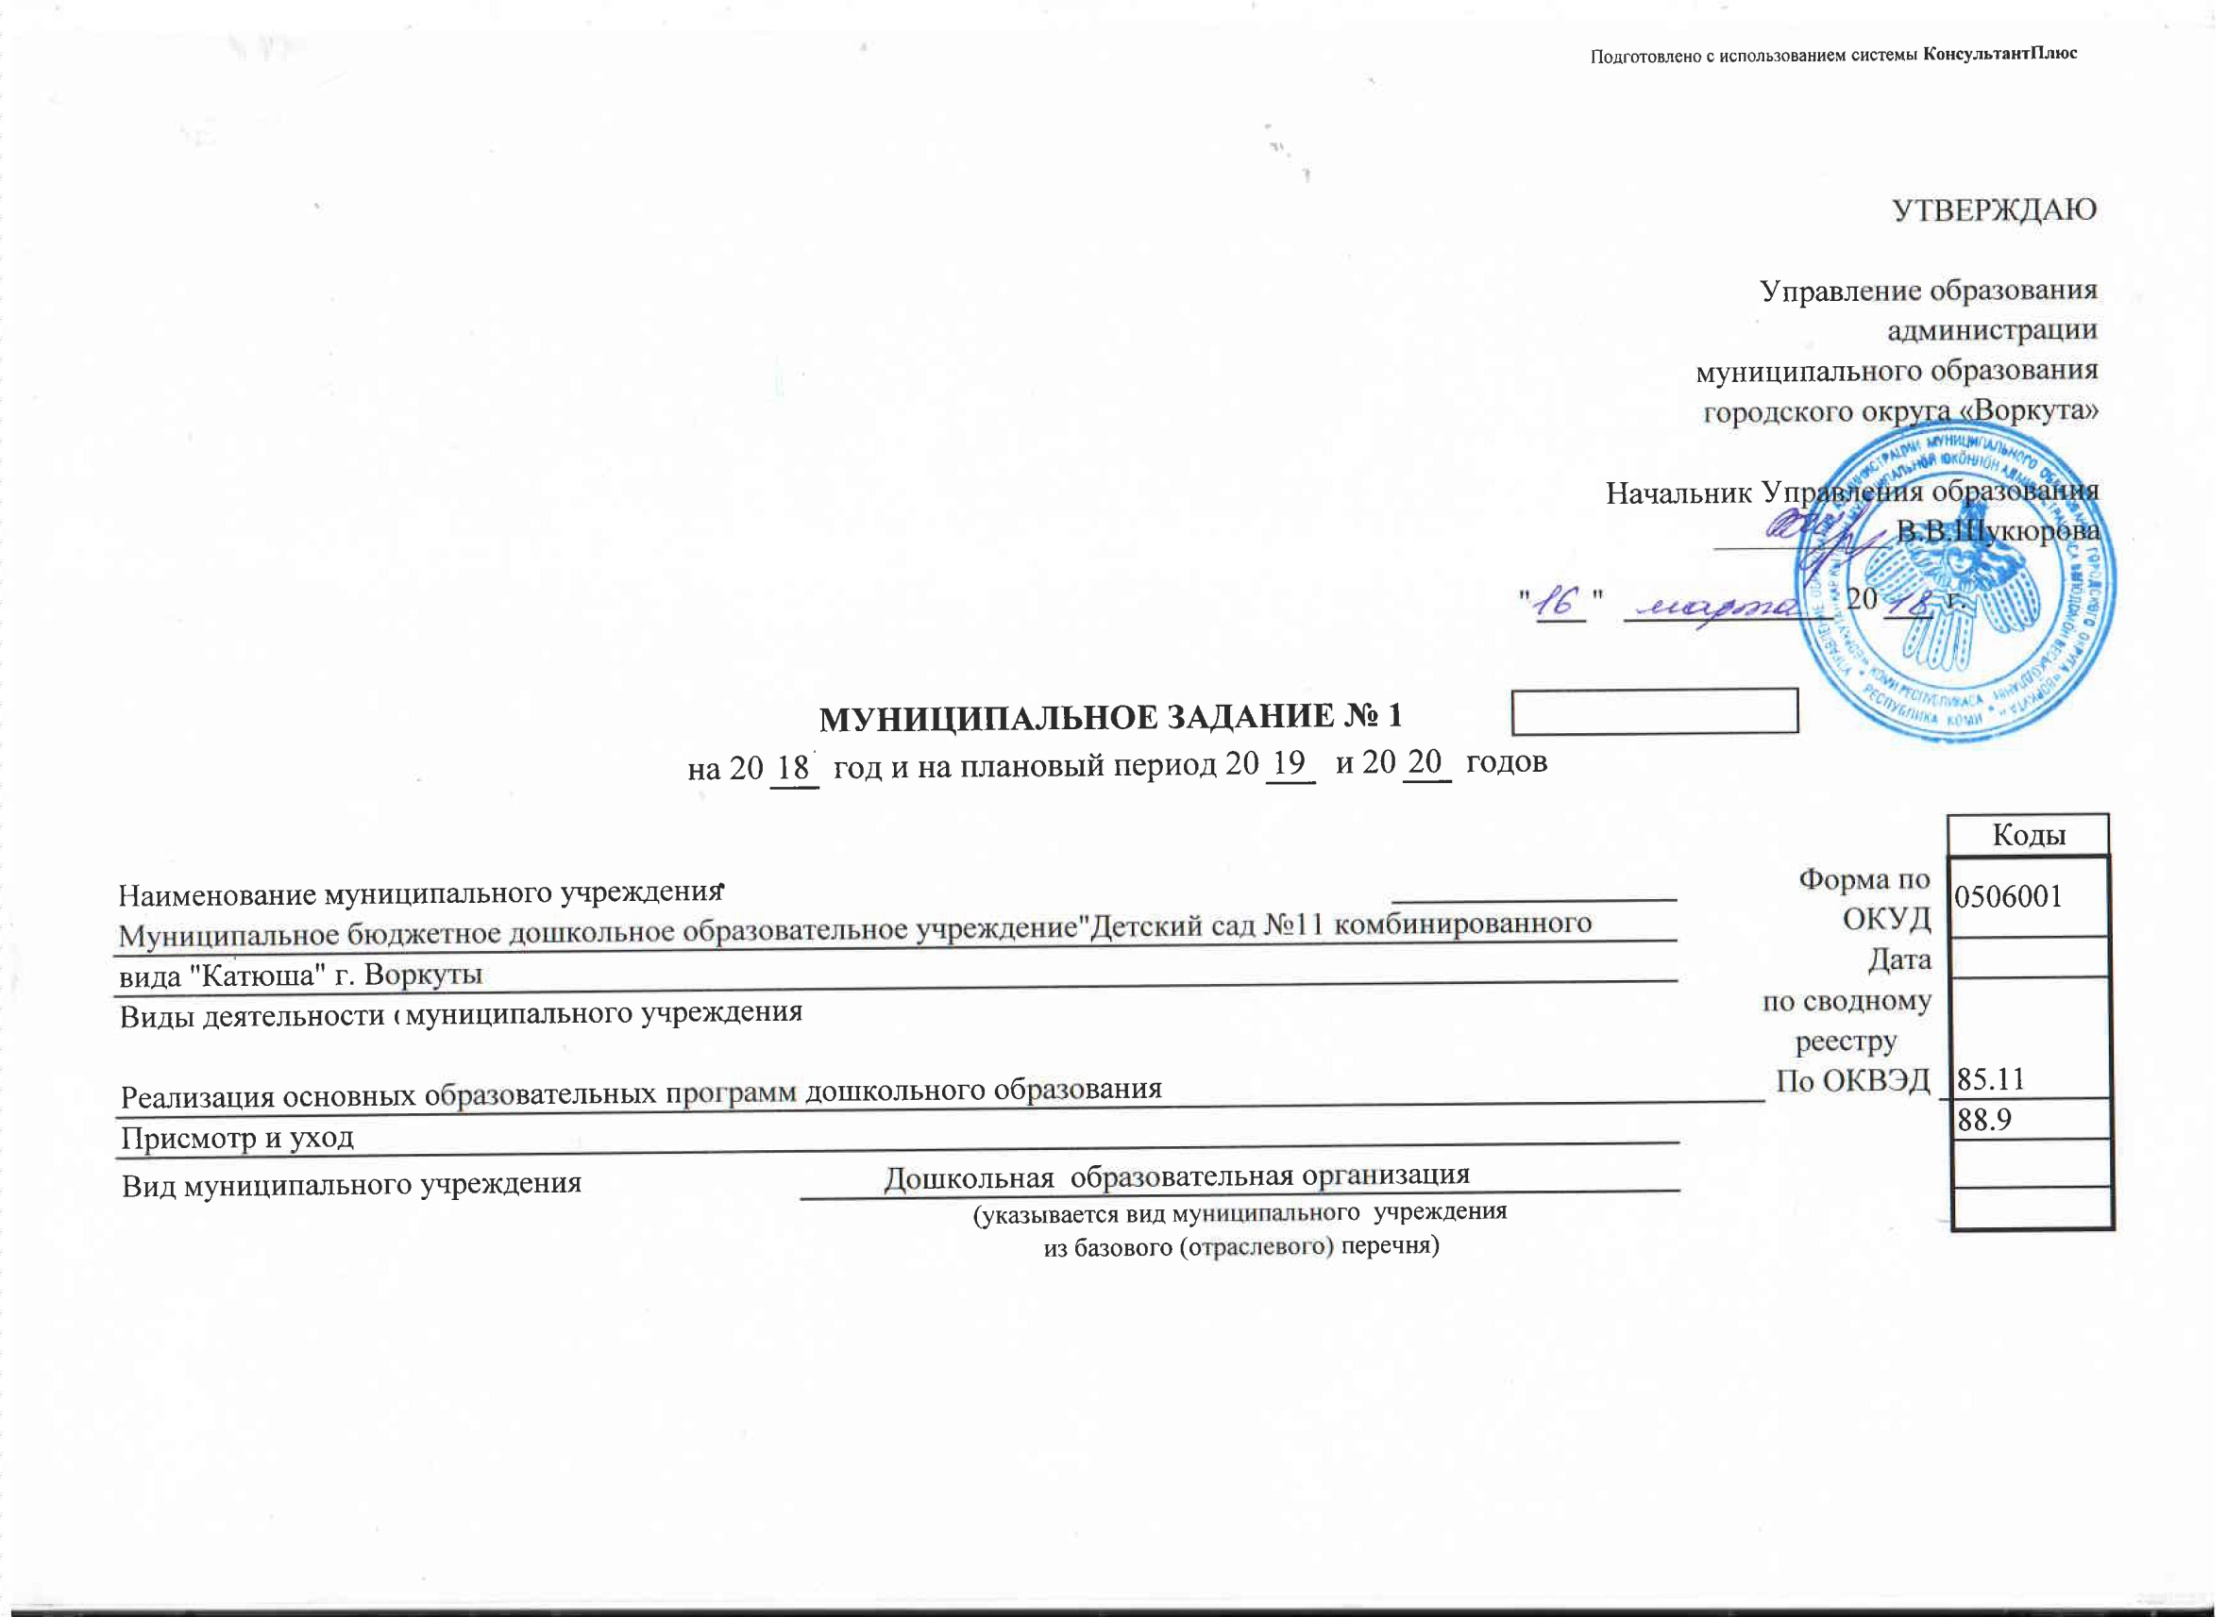 Подготовлено с использованием системы КонсультантПлюс
УТВЕРЖДАЮ
Управление образования
администрации
муниципального образования
городского округа «Воркута»
Начальник Управления образования
В.В.Шукюрова
"16" марта 2018 г.
МУНИЦИПАЛЬНОЕ ЗАДАНИЕ № 1
на 20 18 год и на плановый период 20 19 и 20 20 годов
Коды
Наименование муниципального учреждения
Форма по
ОКУД
0506001
Муниципальное бюджетное дошкольное образовательное учреждение"Детский сад №11 комбинированного
вида "Катюша" г. Воркуты
Дата
Виды деятельности муниципального учреждения
по сводному
реестру
Реализация основных образовательных программ дошкольного образования
По ОКВЭД 85.11
Присмотр и уход
88.9
Вид муниципального учреждения Дошкольная образовательная организация
(указывается вид муниципального учреждения
из базового (отраслевого) перечня)